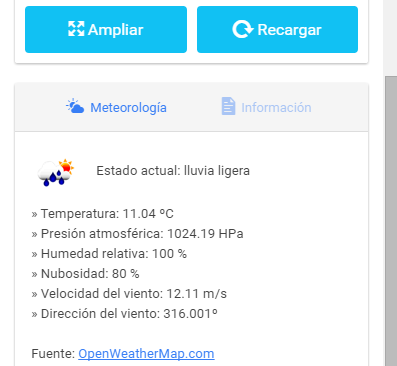 Ampliar Recargar
Meteorología Información
Estado actual: lluvia ligera
» Temperatura: 11.04 ºC
» Presión atmosférica: 1024.19 HPa
» Humedad relativa: 100 %
» Nubosidad: 80 %
» Velocidad del viento: 12.11 m/s
» Dirección del viento: 316.001º
Fuente: OpenWeatherMap.com